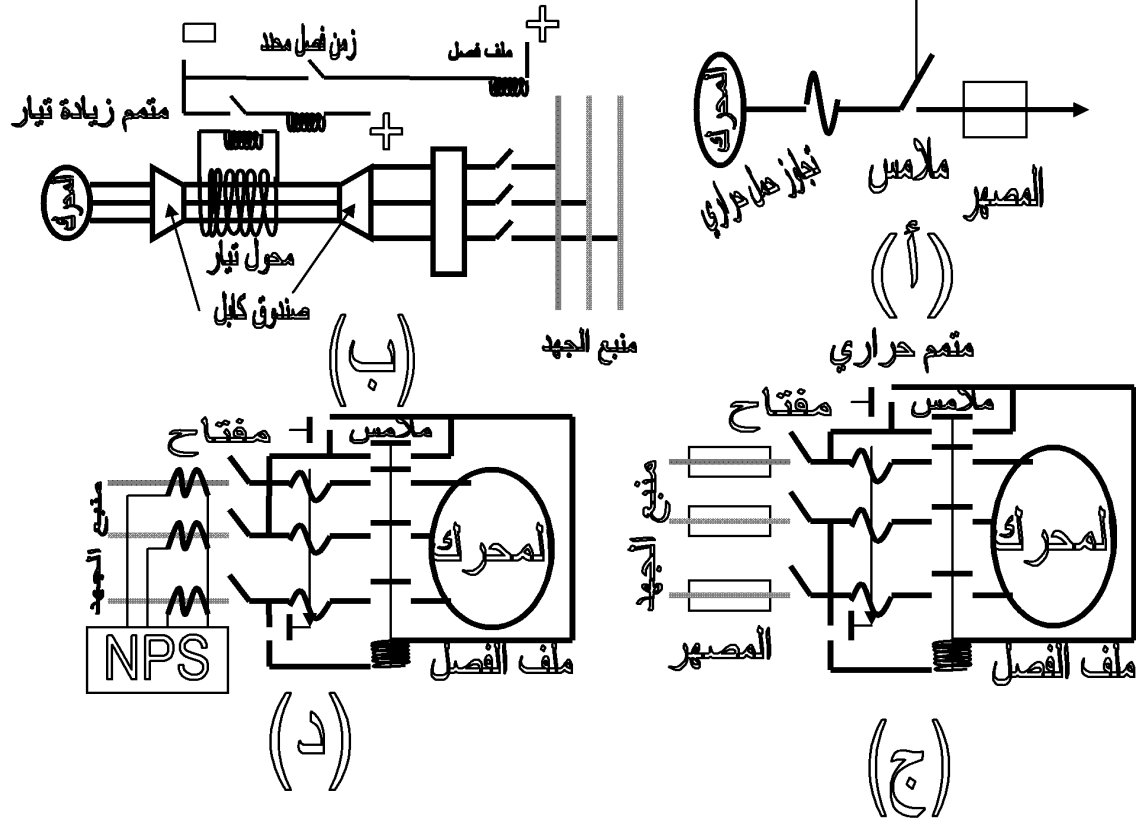 المحرك
تجاوز حمل حراري
ملامس
المصهر
(أ)
متمم حراري
زمن فصل محدد
ملف فصل
متمم زيادة تيار
المحرك
محول تيار
صندوق كابل
منبع الجهد
(ب)
مفتاح
ملامس
منبع الجهد
المصهر
لمحرك
ملف الفصل
(ج)
مفتاح
ملامس
منبع الجهد
لمحرك
NPS
ملف الفصل
(د)